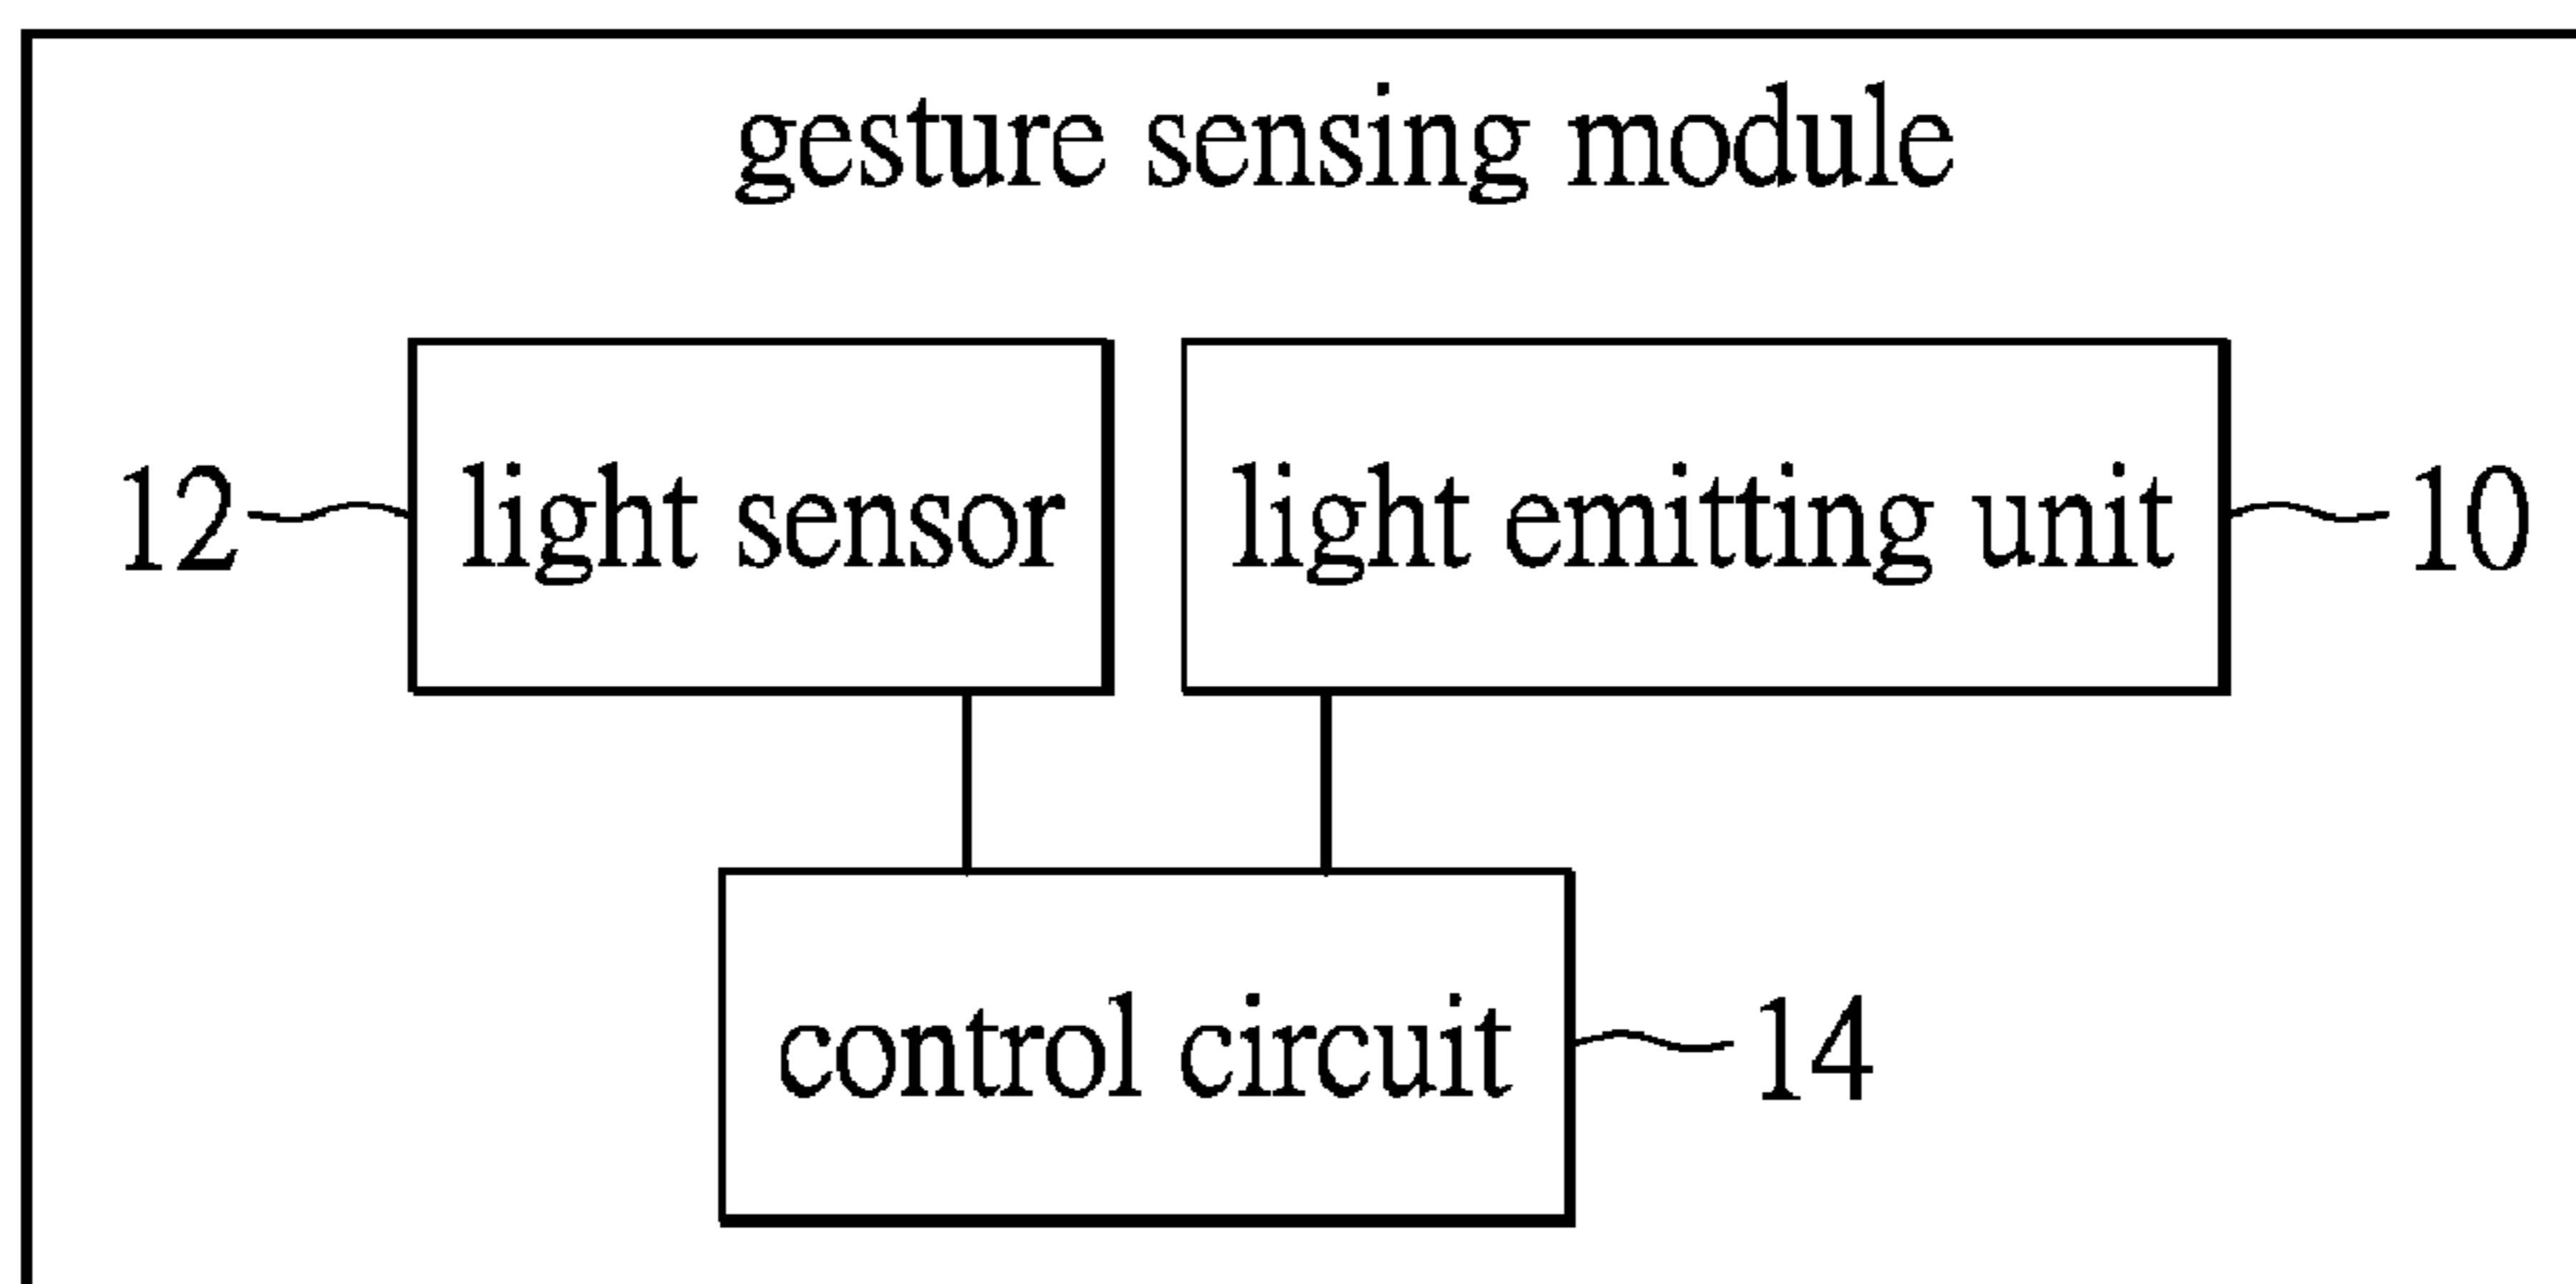 gesture sensing module
12 light sensor light emitting unit 10
control circuit 14